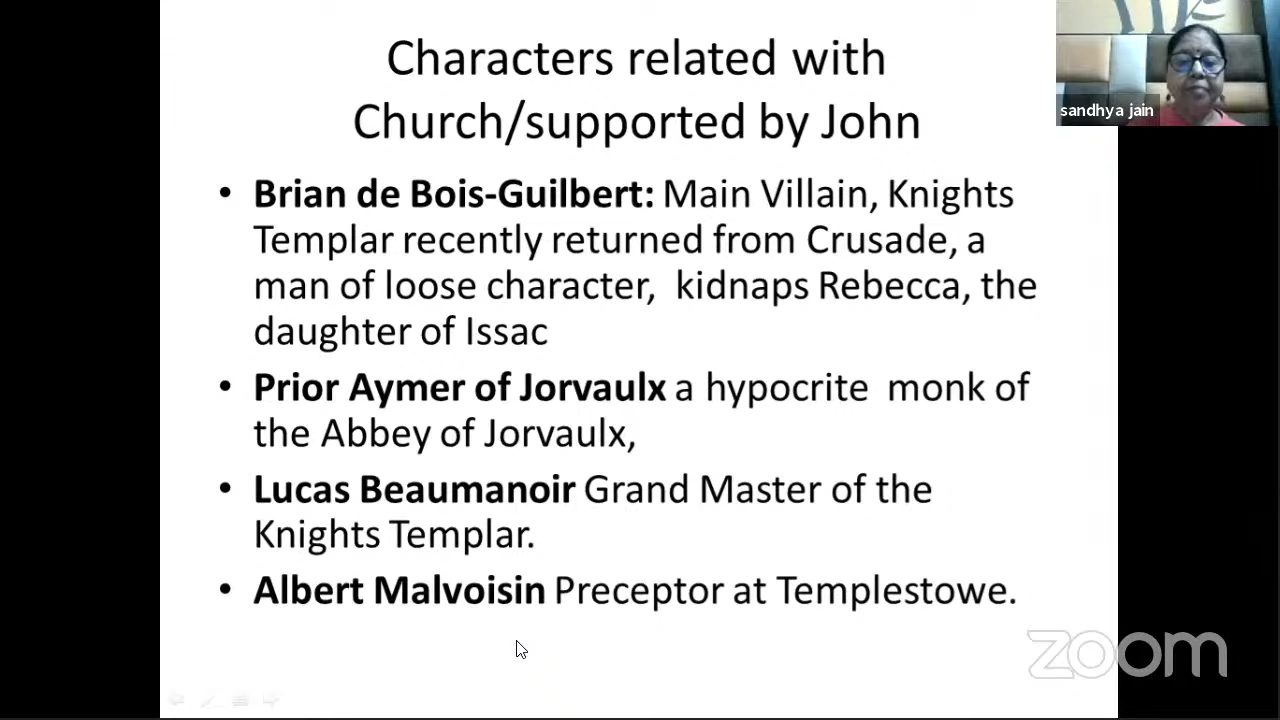 Characters related with
Church/supported by John
sandhya jain
• Brian de Bois-Guilbert: Main Villain, Knights
Templar recently returned from Crusade, a
man of loose character, kidnaps Rebecca, the
daughter of Issac
• Prior Aymer of Jorvaulx a hypocrite monk of
the Abbey of Jorvaulx,
• Lucas Beaumanoir Grand Master of the
Knights Templar.
• Albert Malvoisin Preceptor at Templestowe.
zoom